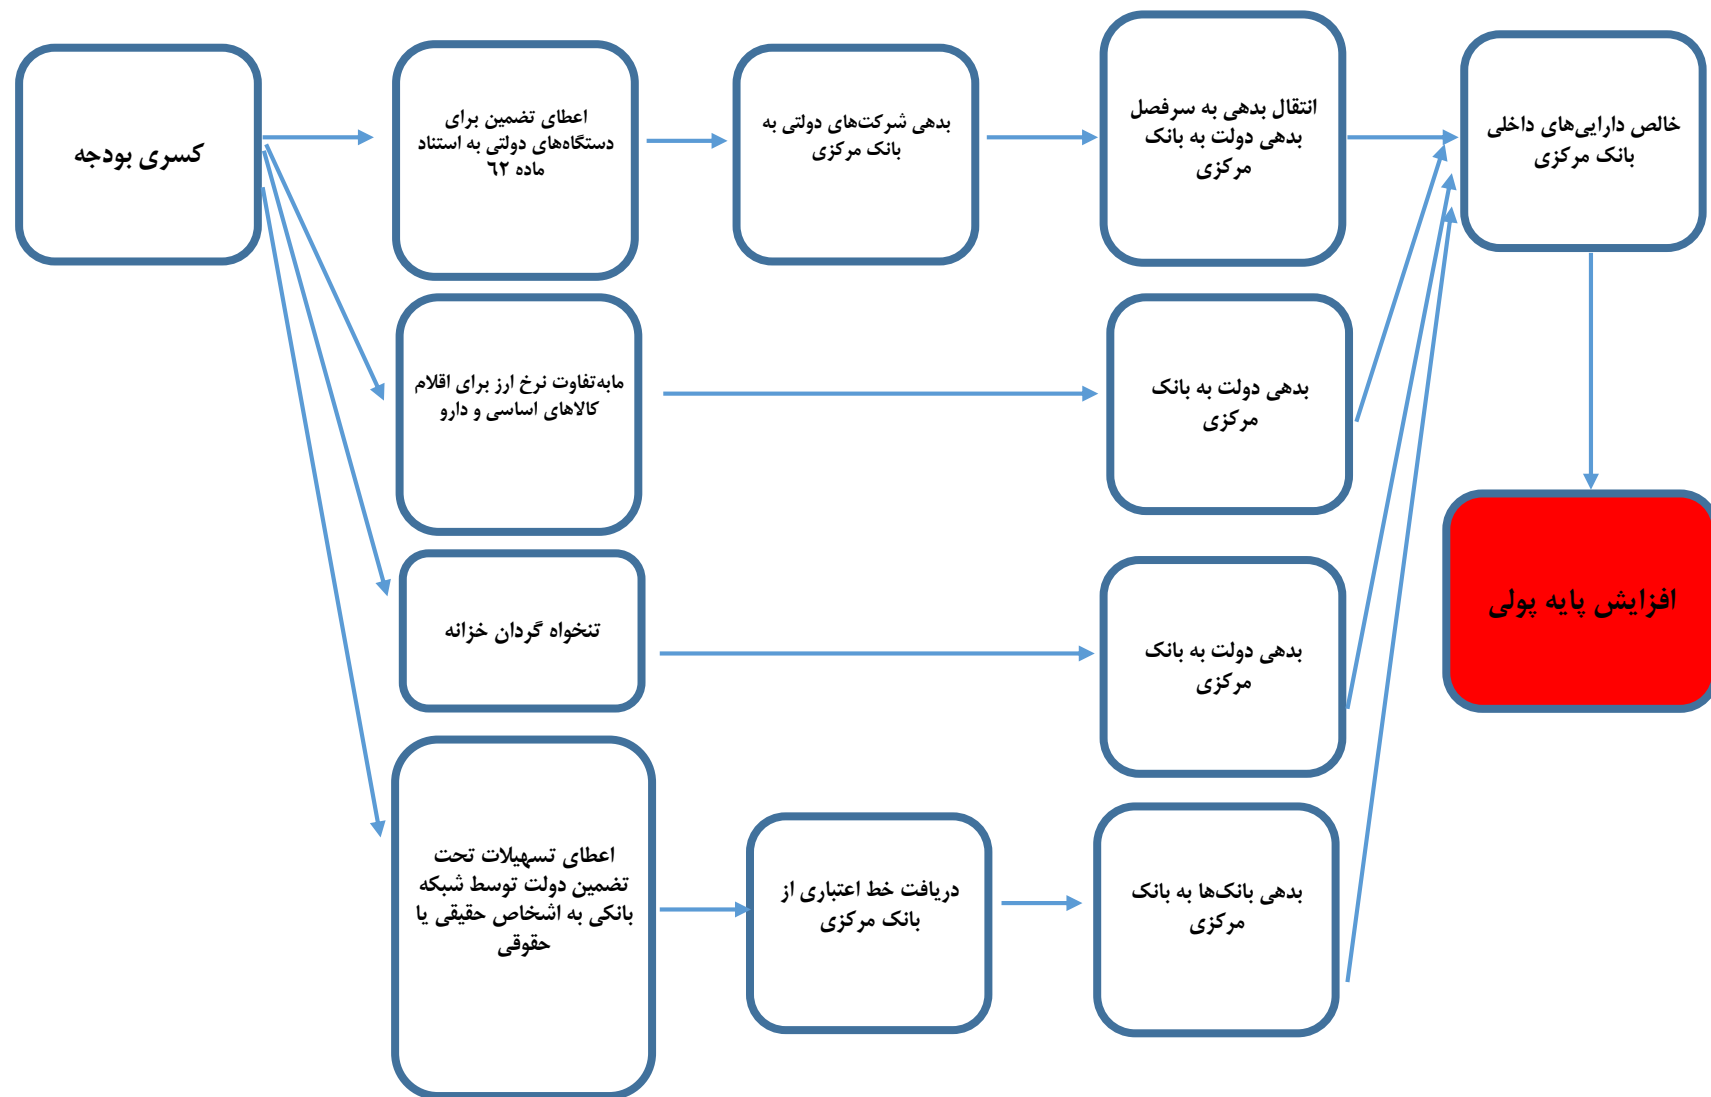 کسری بودجه
اعطای تضمین برای
دستگاه‌های دولتی به استناد
ماده ٦٢
بدهی شرکت‌های دولتی به
بانک مرکزی
انتقال بدهی به سرفصل
بدهی دولت به بانک
مرکزی
خالص دارایی‌های داخلی
بانک مرکزی
مابه‌تفاوت نرخ ارز برای اقلام
کالاهای اساسی و دارو
بدهی دولت به بانک
مرکزی
تنخواه گردان خزانه
بدهی دولت به بانک
مرکزی
افزایش پایه پولی
اعطای تسهیلات تحت
تضمین دولت توسط شبکه
بانکی به اشخاص حقیقی یا
حقوقی
دریافت خط اعتباری از
بانک مرکزی
بدهی بانک‌ها به بانک
مرکزی